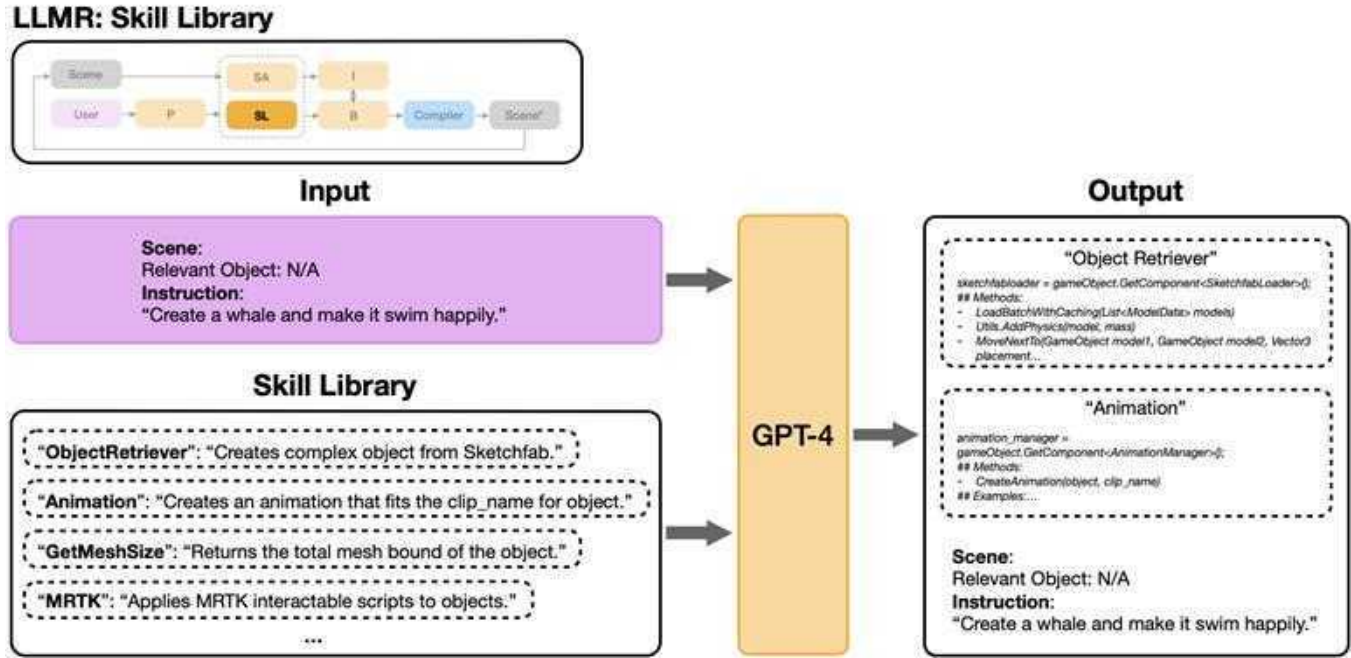 LLMR: Skill Library
Scene
SA
I
User
P
SL
B
Compiler
Scene'
Input
Scene:
Relevant Object: N/A
Instruction:
“Create a whale and make it swim happily.”
Skill Library
“ObjectRetriever”: “Creates complex object from Sketchfab.”
“Animation”: “Creates an animation that fits the clip_name for object.”
“GetMeshSize”: “Returns the total mesh bound of the object.”
“MRTK”: “Applies MRTK interactable scripts to objects.”
...
GPT-4
Output
“Object Retriever”
sketchfabloader = gameObject.GetComponent<SketchfabLoader>();
## Methods:
- LoadBatchWithCaching(List<ModelData> models)
- Utils.AddPhysics(model, mass)
- MoveNextTo(GameObject model1, GameObject model2, Vector3
placement...
“Animation”
animation_manager =
gameObject.GetComponent<AnimationManager>();
## Methods:
- CreateAnimation(object, clip_name)
## Examples:...
Scene:
Relevant Object: N/A
Instruction:
“Create a whale and make it swim happily.”